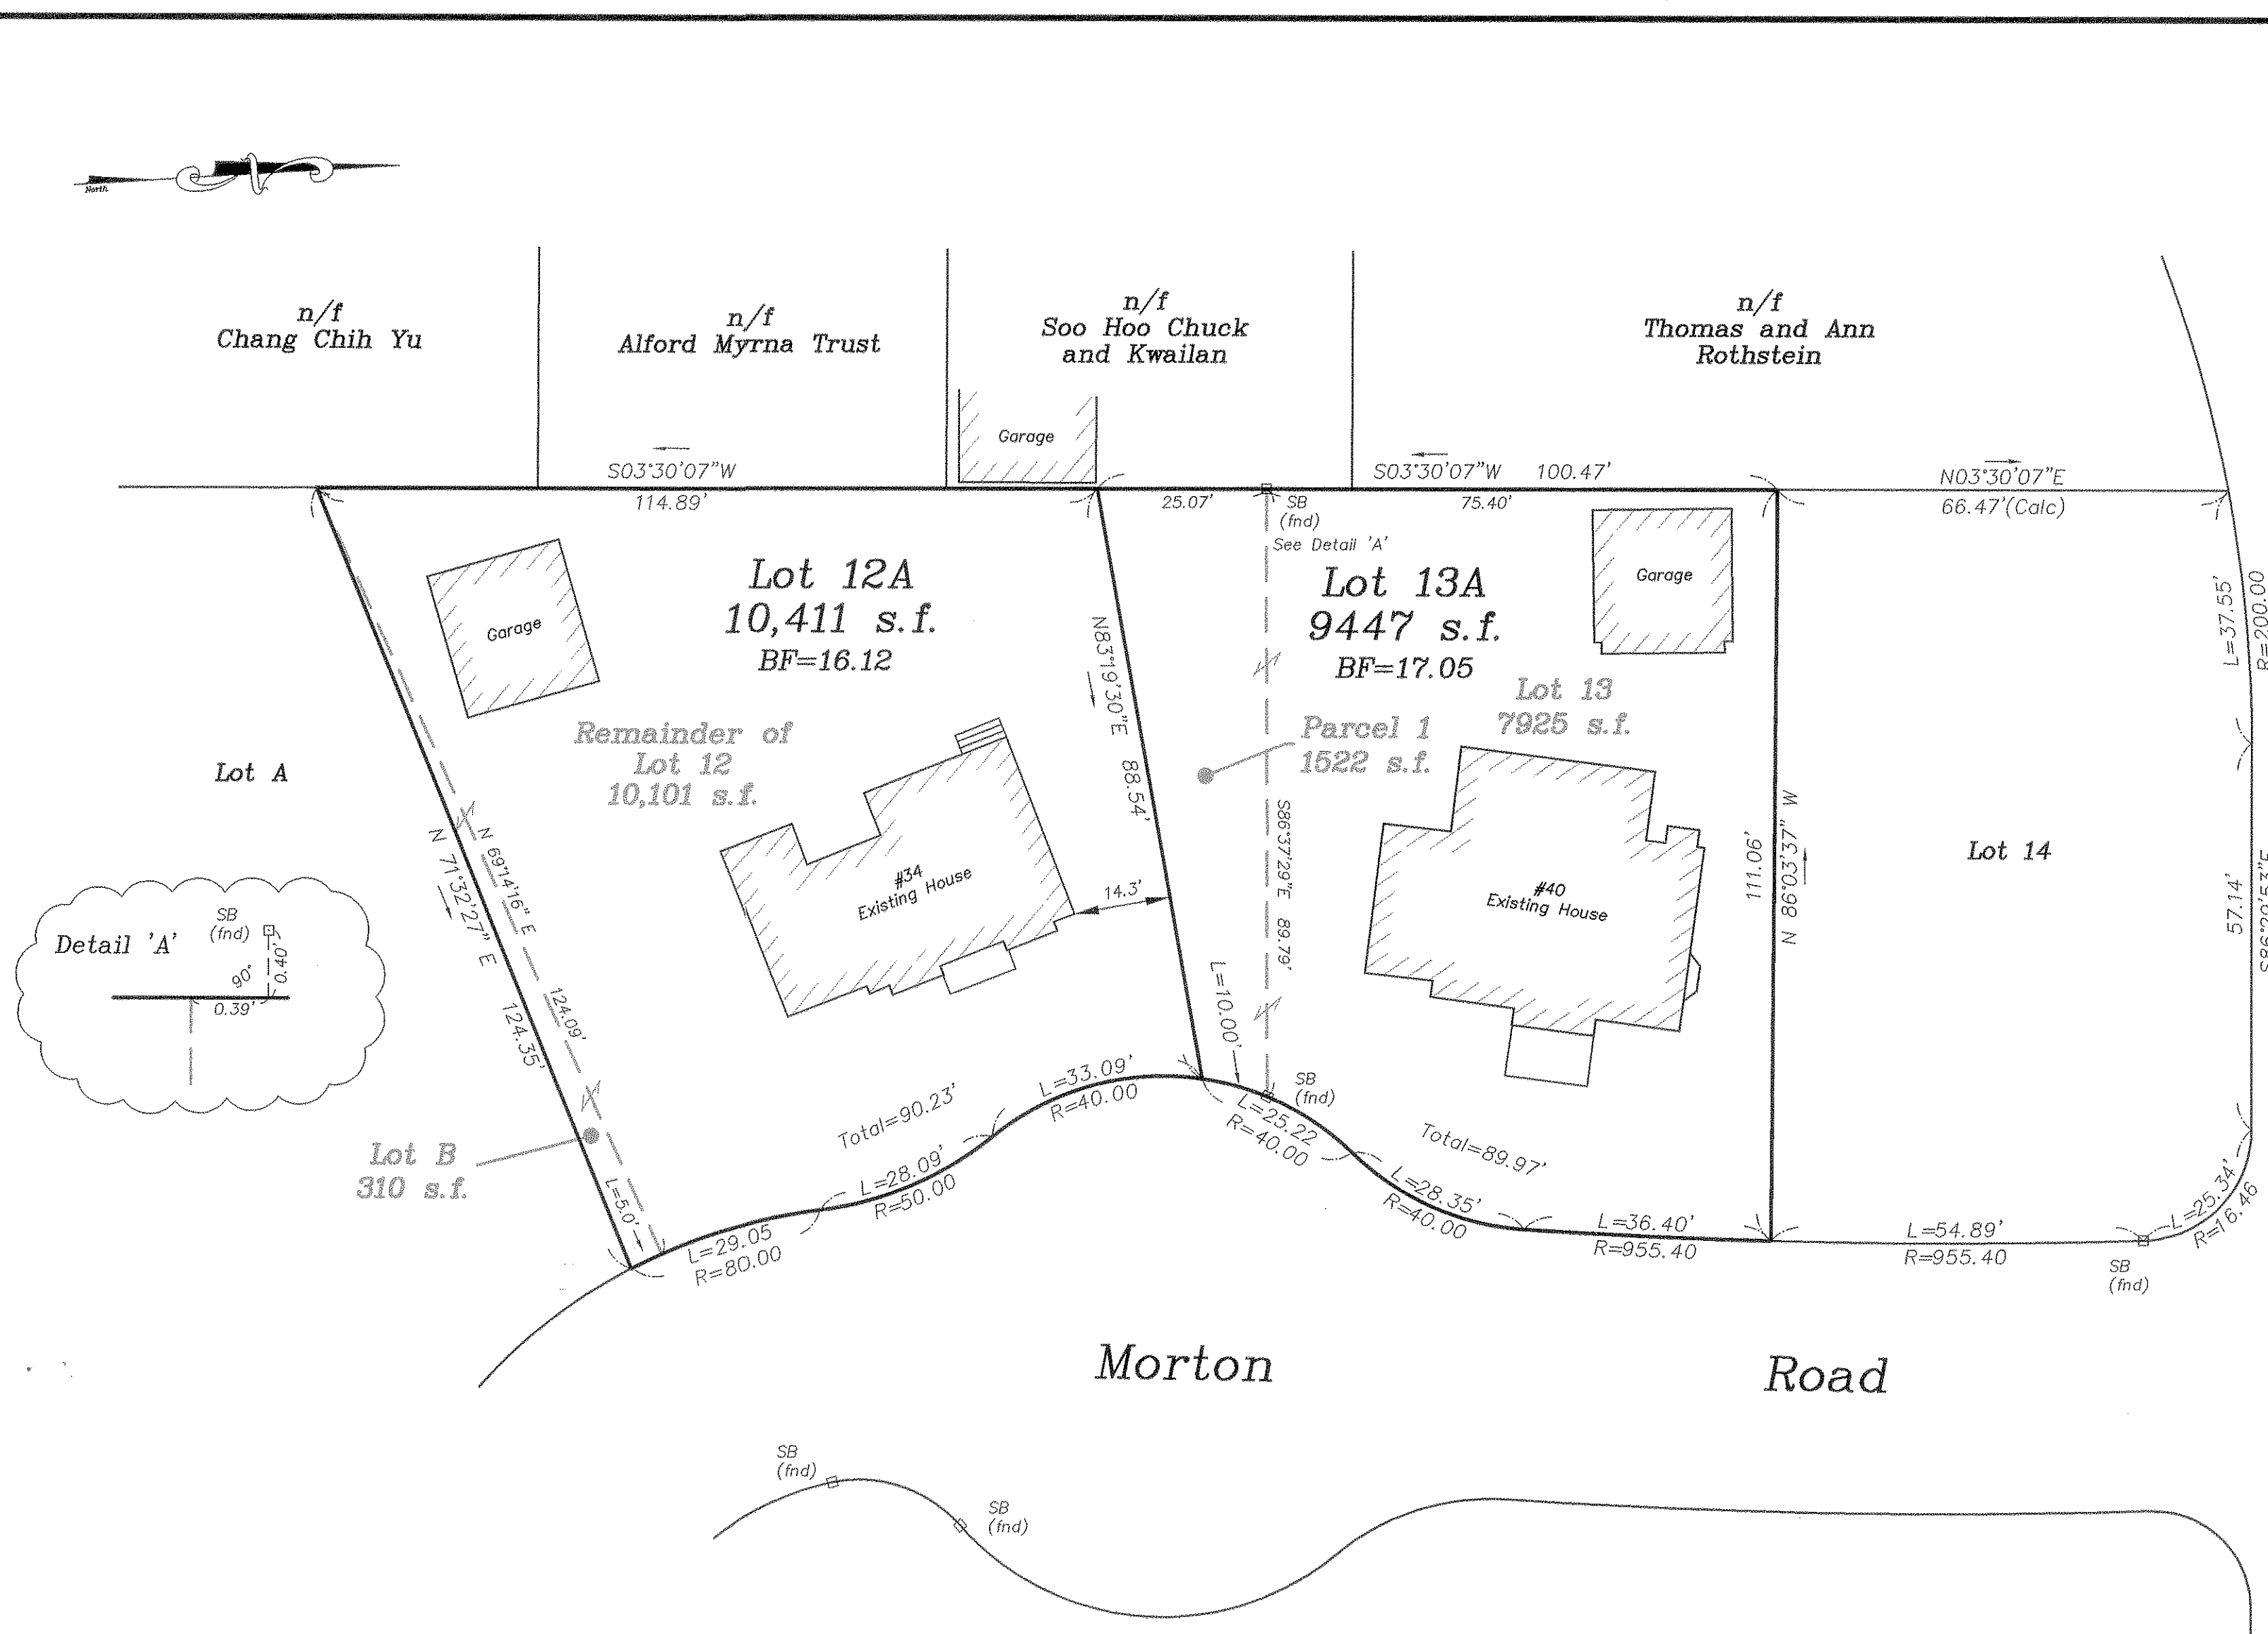 North
n/f
Chang Chih Yu
n/f
Alford Myrna Trust
n/f
Soo Hoo Chuck
and Kwailan
n/f
Thomas and Ann
Rothstein
Garage
S03°30'07"W
114.89'
25.07'
SB
(fnd)
See Detail 'A'
S03°30'07"W 100.47'
75.40'
N03°30'07"E
66.47'(Calc)
Garage
Lot 12A
10,411 s.f.
BF=16.12
Lot 13A
9447 s.f.
BF=17.05
Garage
L=37.55'
R=200.00
Remainder of
Lot 12
10,101 s.f.
N83°19'30"E 88.54'
Parcel 1
1522 s.f.
Lot 13
7925 s.f.
Lot A
N 71°32'27" E 124.35'
N 69°14'16" E 124.09'
#34
Existing House
14.3'
S86°37'29"E 89.79'
#40
Existing House
111.06'
N 86°03'37" W
Lot 14
57.14'
S86°20'53"E
Detail 'A'
SB
(fnd)
90°
0.40'
0.39'
L=10.00'
Lot B
310 s.f.
L=5.0'
Total=90.23'
L=29.05
R=80.00
L=28.09'
R=50.00
L=33.09'
R=40.00
SB
(fnd)
L=25.22
R=40.00
Total=89.97'
L=28.35'
R=40.00
L=36.40'
R=955.40
L=54.89'
R=955.40
SB
(fnd)
L=25.34'
R=16.46
Morton Road
SB
(fnd)
SB
(fnd)